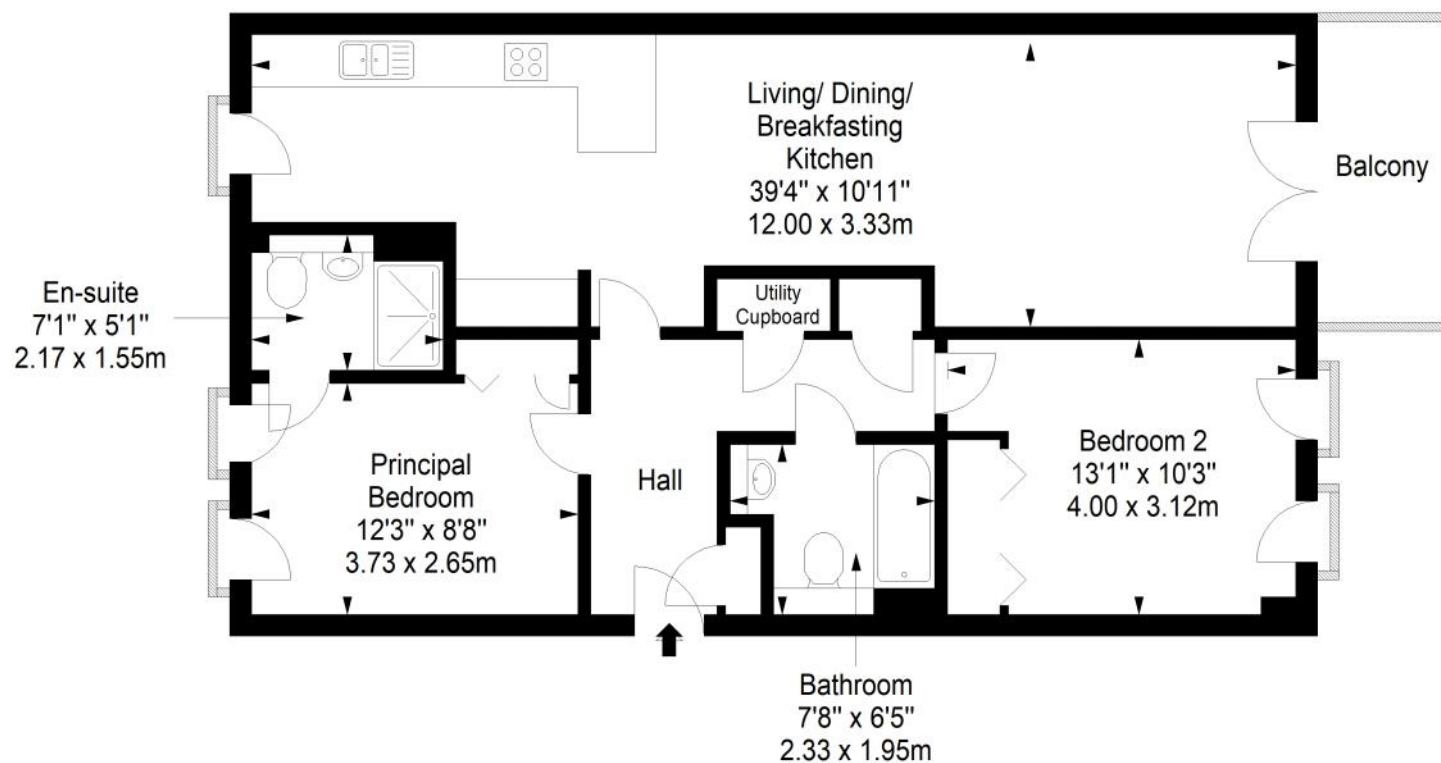 Living/ Dining/
Breakfasting
Kitchen
39'4" x 10'11"
12.00 x 3.33m
Balcony
En-suite
7'1" x 5'1"
2.17 x 1.55m
Utility
Cupboard
Principal
Bedroom
12'3" x 8'8"
3.73 x 2.65m
Hall
Bedroom 2
13'1" x 10'3"
4.00 x 3.12m
Bathroom
7'8" x 6'5"
2.33 x 1.95m